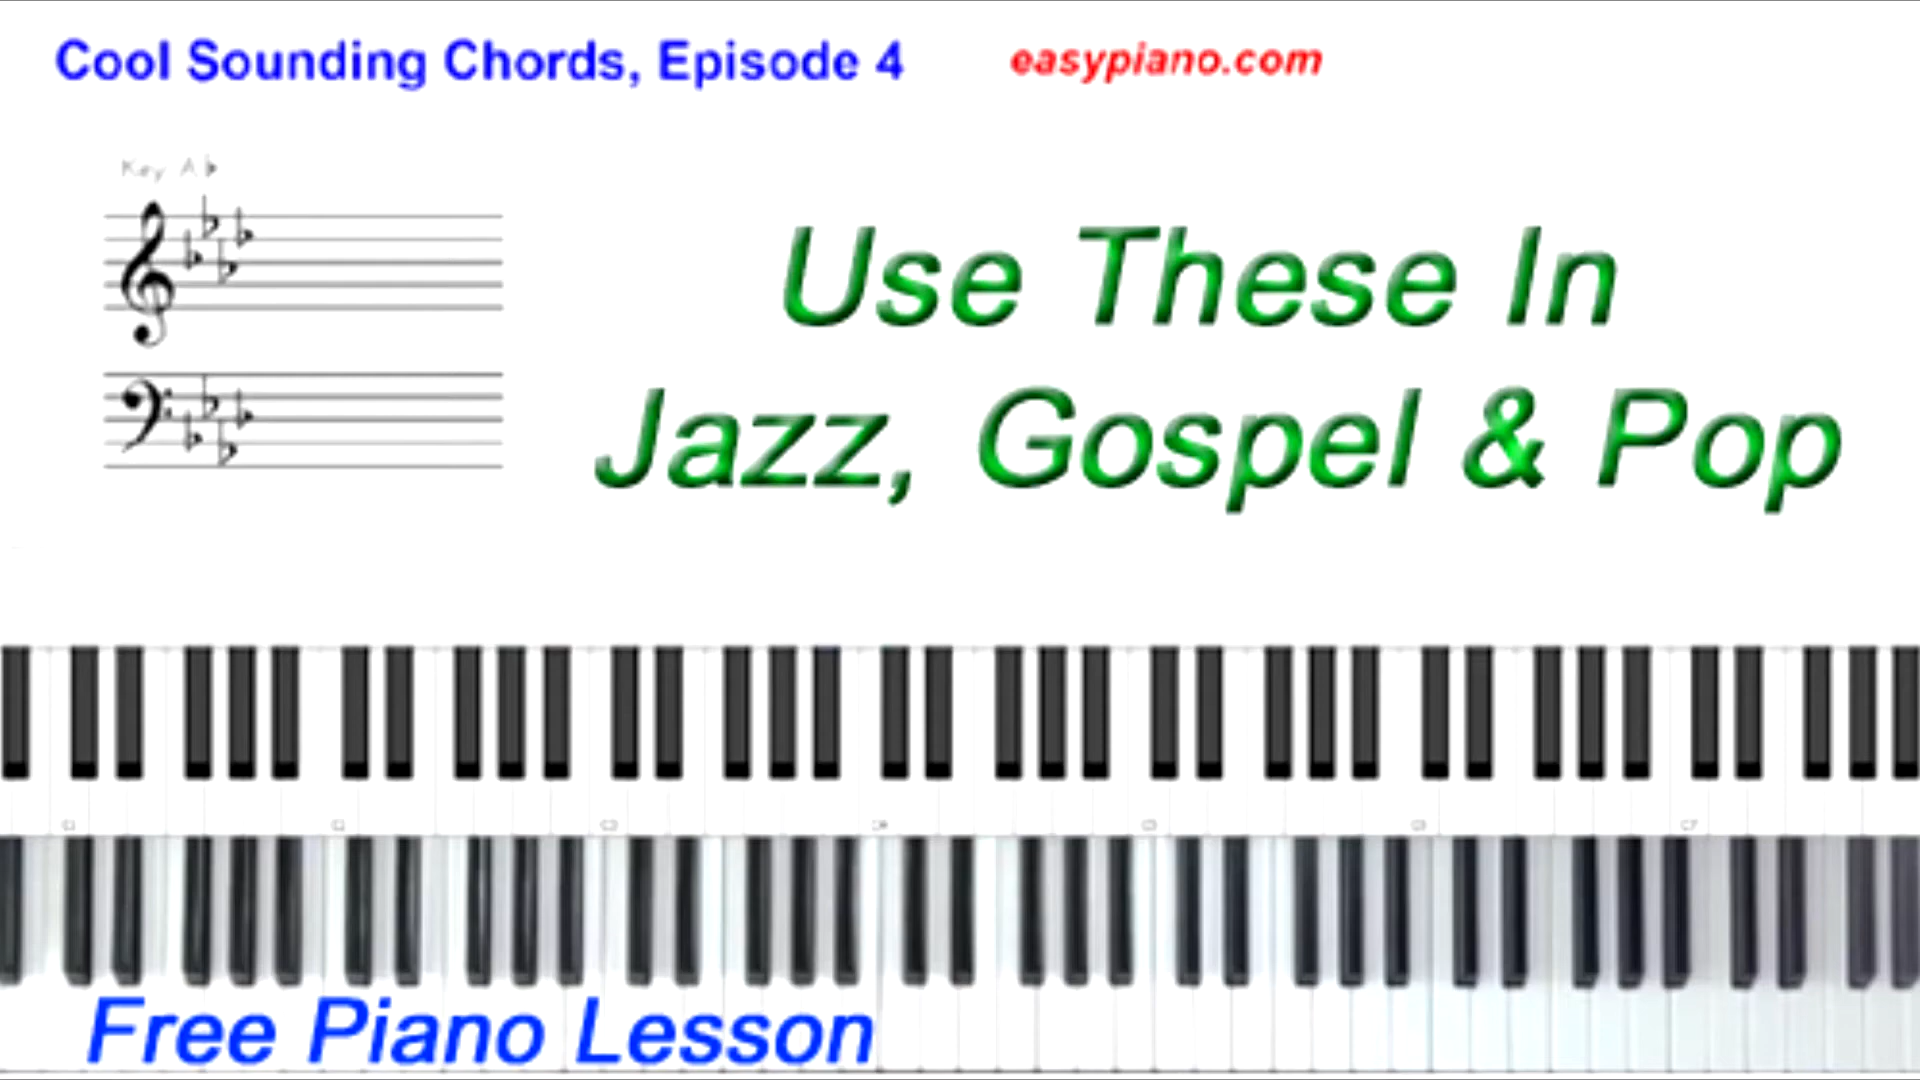 Cool Sounding Chords, Episode 4
easypiano.com
Key A♭
Use These In
Jazz, Gospel & Pop
Free Piano Lesson